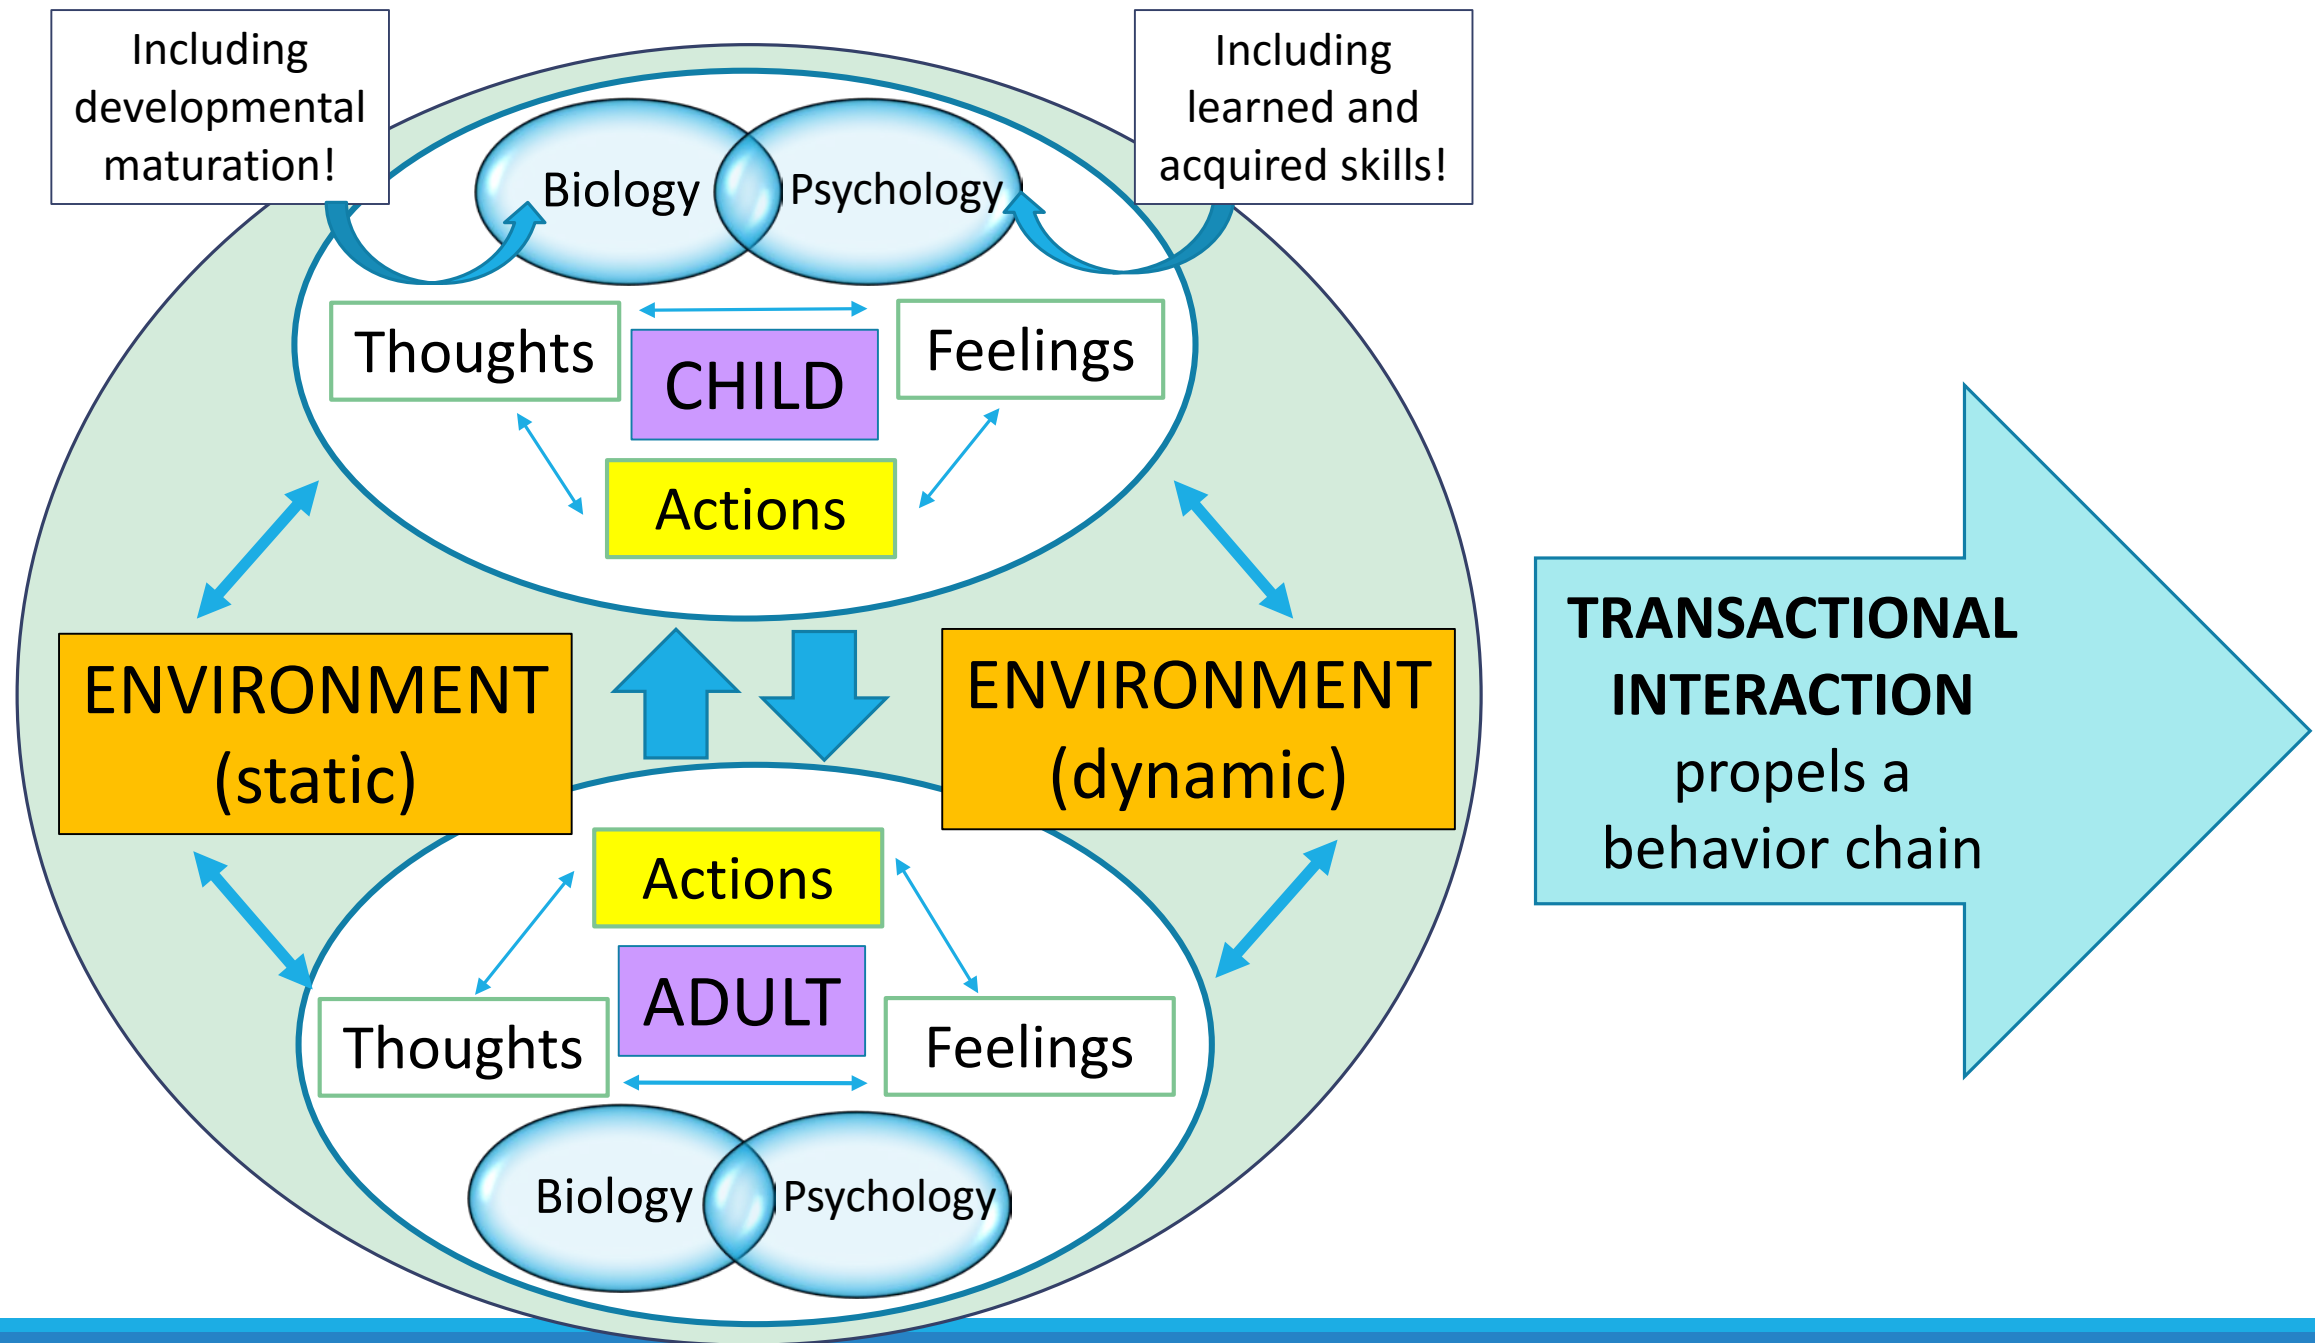 Including
developmental
maturation!
Including
learned and
acquired skills!
Biology
Psychology
Thoughts
Feelings
CHILD
Actions
ENVIRONMENT
(static)
ENVIRONMENT
(dynamic)
TRANSACTIONAL
INTERACTION
propels a
behavior chain
Actions
ADULT
Thoughts
Feelings
Biology
Psychology